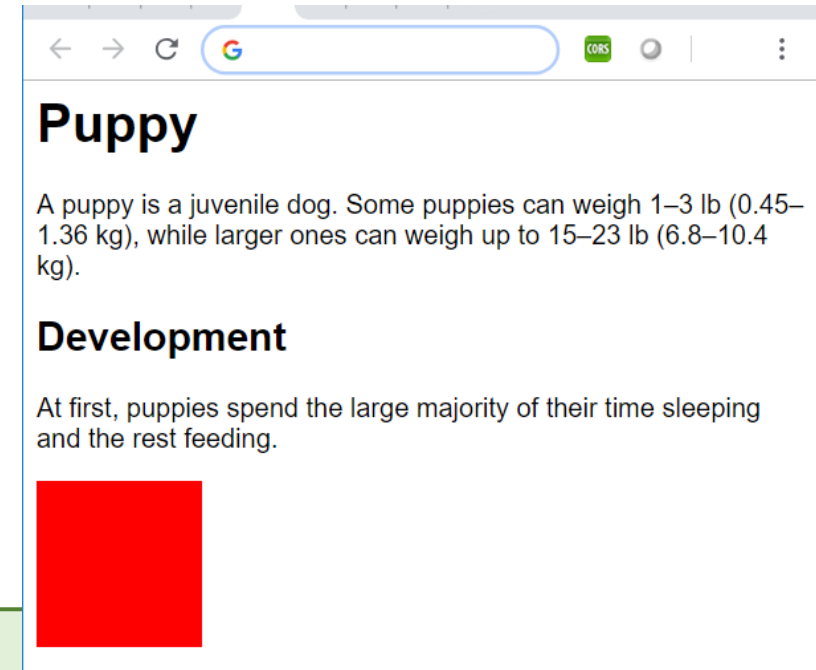 G
CORS
Puppy
A puppy is a juvenile dog. Some puppies can weigh 1–3 lb (0.45–
1.36 kg), while larger ones can weigh up to 15–23 lb (6.8–10.4
kg).
Development
At first, puppies spend the large majority of their time sleeping
and the rest feeding.